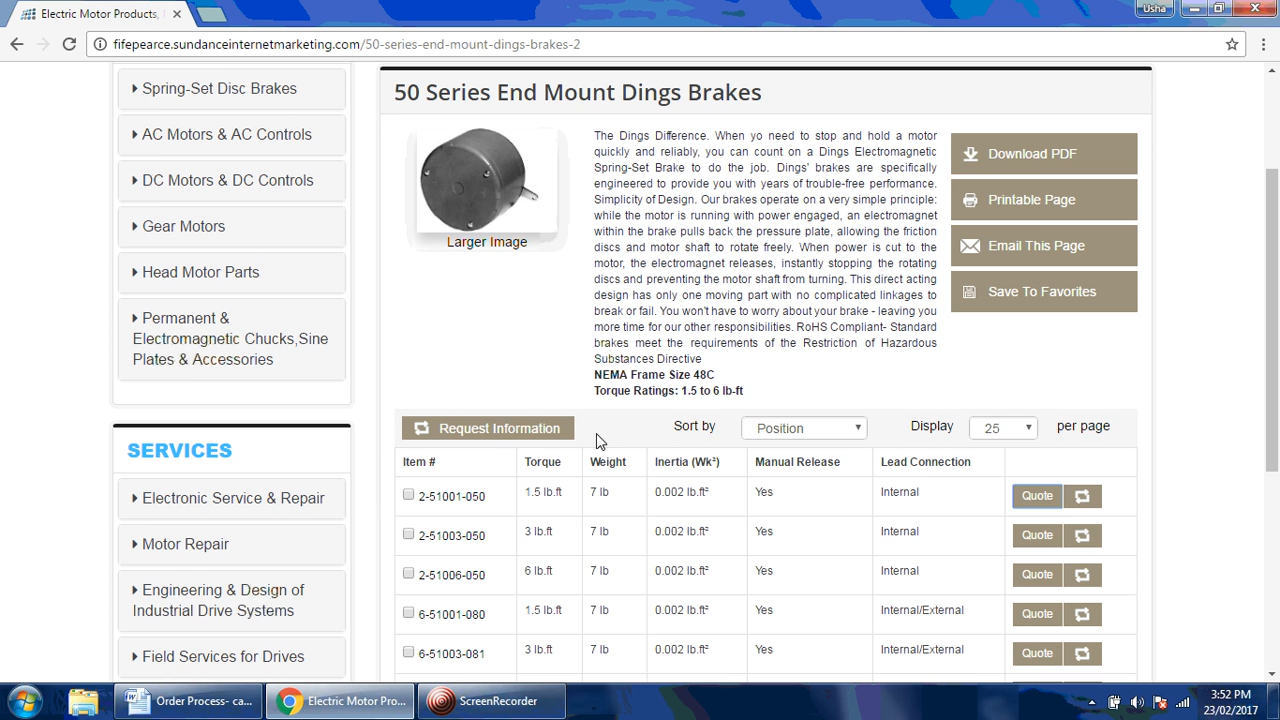 Electric Motor Products,
Usha
fifepearce.sundanceinternetmarketing.com/50-series-end-mount-dings-brakes-2
Spring-Set Disc Brakes
AC Motors & AC Controls
DC Motors & DC Controls
Gear Motors
Head Motor Parts
Permanent &
Electromagnetic Chucks,Sine
Plates & Accessories
SERVICES
Electronic Service & Repair
Motor Repair
Engineering & Design of
Industrial Drive Systems
Field Services for Drives
50 Series End Mount Dings Brakes
Larger Image
The Dings Difference. When yo need to stop and hold a motor
quickly and reliably, you can count on a Dings Electromagnetic
Spring-Set Brake to do the job. Dings' brakes are specifically
engineered to provide you with years of trouble-free performance.
Simplicity of Design. Our brakes operate on a very simple principle:
while the motor is running with power engaged, an electromagnet
within the brake pulls back the pressure plate, allowing the friction
discs and motor shaft to rotate freely. When power is cut to the
motor, the electromagnet releases, instantly stopping the rotating
discs and preventing the motor shaft from turning. This direct acting
design has only one moving part with no complicated linkages to
break or fail. You won't have to worry about your brake - leaving you
more time for our other responsibilities. RoHS Compliant- Standard
brakes meet the requirements of the Restriction of Hazardous
Substances Directive
NEMA Frame Size 48C
Torque Ratings: 1.5 to 6 lb-ft
Download PDF
Printable Page
Email This Page
Save To Favorites
Request Information Sort by Position Display 25 per page
Item # Torque Weight Inertia (Wk²) Manual Release Lead Connection
2-51001-050 1.5 lb.ft 7 lb 0.002 lb.ft² Yes Internal Quote
2-51003-050 3 lb.ft 7 lb 0.002 lb.ft² Yes Internal Quote
2-51006-050 6 lb.ft 7 lb 0.002 lb.ft² Yes Internal Quote
6-51001-080 1.5 lb.ft 7 lb 0.002 lb.ft² Yes Internal/External Quote
6-51003-081 3 lb.ft 7 lb 0.002 lb.ft² Yes Internal/External Quote
Order Process- ca... Electric Motor Pro... ScreenRecorder
3:52 PM
23/02/2017